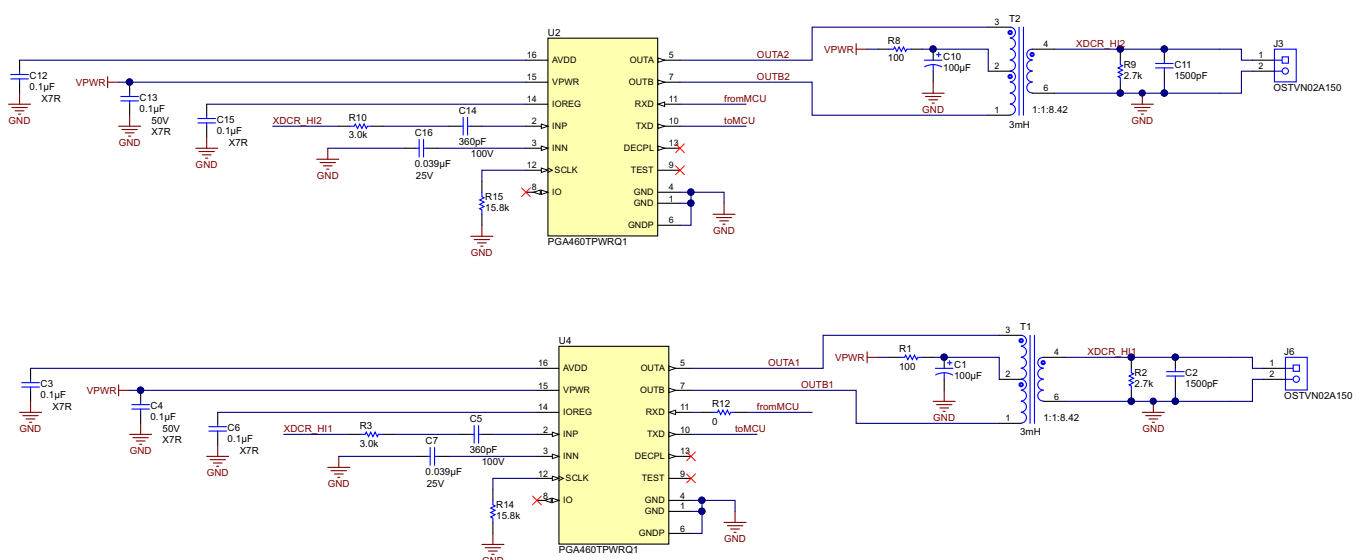 U2
PGA460TPWRQ1
16 AVDD
15 VPWR
14 IOREG
2 INP
3 INN
12 SCLK
8 IO
OUTA 5
OUTB 7
RXD 11
TXD 10
DECPL 13
TEST 9
GND 4
GND 1
GNDP 6
C12
0.1µF
X7R
GND
VPWR
C13
0.1µF
50V
X7R
GND
C15
0.1µF
X7R
GND
XDCR_HI2
R10
3.0k
C14
360pF
100V
GND
C16
0.039µF
25V
R15
15.8k
GND
OUTA2
OUTB2
fromMCU
toMCU
GND
VPWR
R8
100
C10
100µF
GND
T2
3
2
1
4
6
1:1:8.42
3mH
XDCR_HI2
R9
2.7k
C11
1500pF
GND
J3
1
2
OSTVN02A150
U4
PGA460TPWRQ1
16 AVDD
15 VPWR
14 IOREG
2 INP
3 INN
12 SCLK
8 IO
OUTA 5
OUTB 7
RXD 11
TXD 10
DECPL 13
TEST 9
GND 4
GND 1
GNDP 6
C3
0.1µF
X7R
GND
VPWR
C4
0.1µF
50V
X7R
GND
C6
0.1µF
X7R
GND
XDCR_HI1
R3
3.0k
C5
360pF
100V
GND
C7
0.039µF
25V
R14
15.8k
GND
OUTA1
OUTB1
R12
0
fromMCU
toMCU
GND
VPWR
R1
100
C1
100µF
GND
T1
3
2
1
4
6
1:1:8.42
3mH
XDCR_HI1
R2
2.7k
C2
1500pF
GND
J6
1
2
OSTVN02A150